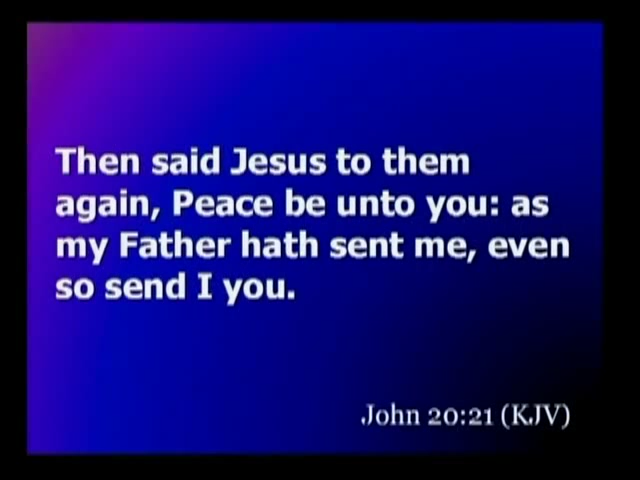 Then said Jesus to them
again, Peace be unto you: as
my Father hath sent me, even
so send I you.
John 20:21 (KJV)